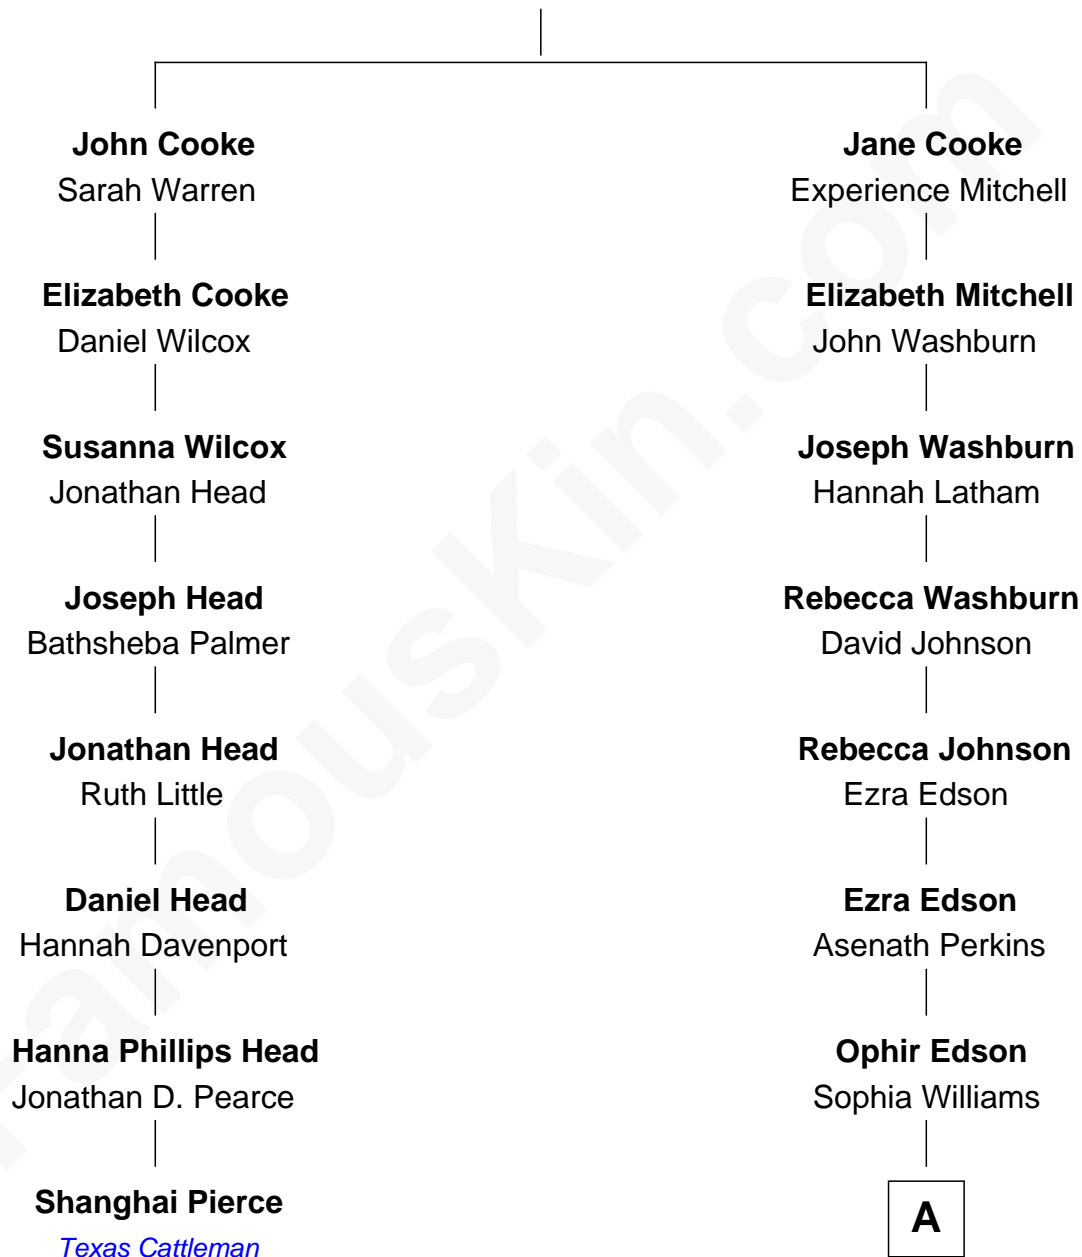 John Cooke
Sarah Warren
Jane Cooke
Experience Mitchell
Elizabeth Cooke
Daniel Wilcox
Elizabeth Mitchell
John Washburn
Susanna Wilcox
Jonathan Head
Joseph Washburn
Hannah Latham
Joseph Head
Bathsheba Palmer
Rebecca Washburn
David Johnson
Jonathan Head
Ruth Little
Rebecca Johnson
Ezra Edson
Daniel Head
Hannah Davenport
Ezra Edson
Asenath Perkins
Hanna Phillips Head
Jonathan D. Pearce
Ophir Edson
Sophia Williams
Shanghai Pierce
Texas Cattleman
A
FamousKin.com